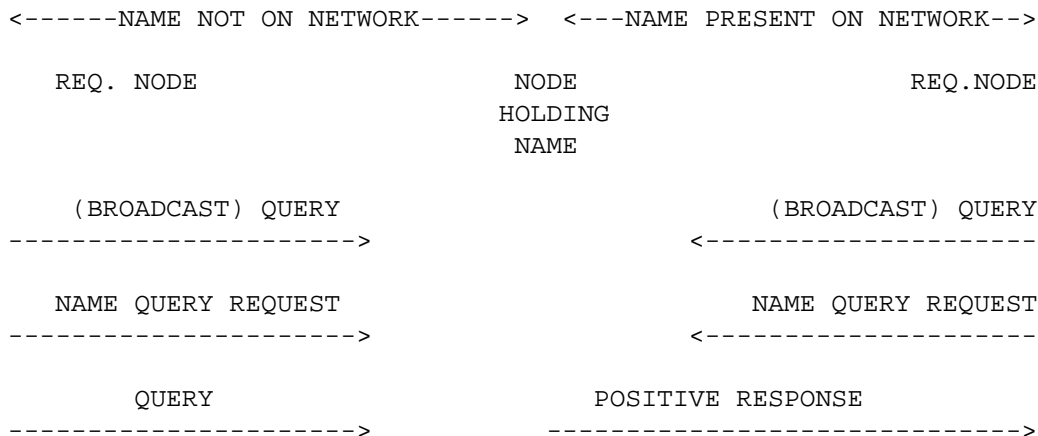 <------NAME NOT ON NETWORK------> <---NAME PRESENT ON NETWORK-->
REQ. NODE NODE REQ.NODE
HOLDING
NAME
(BROADCAST) QUERY (BROADCAST) QUERY
----------------------> <---------------------
NAME QUERY REQUEST NAME QUERY REQUEST
----------------------> <---------------------
QUERY POSITIVE RESPONSE
----------------------> ------------------------------>